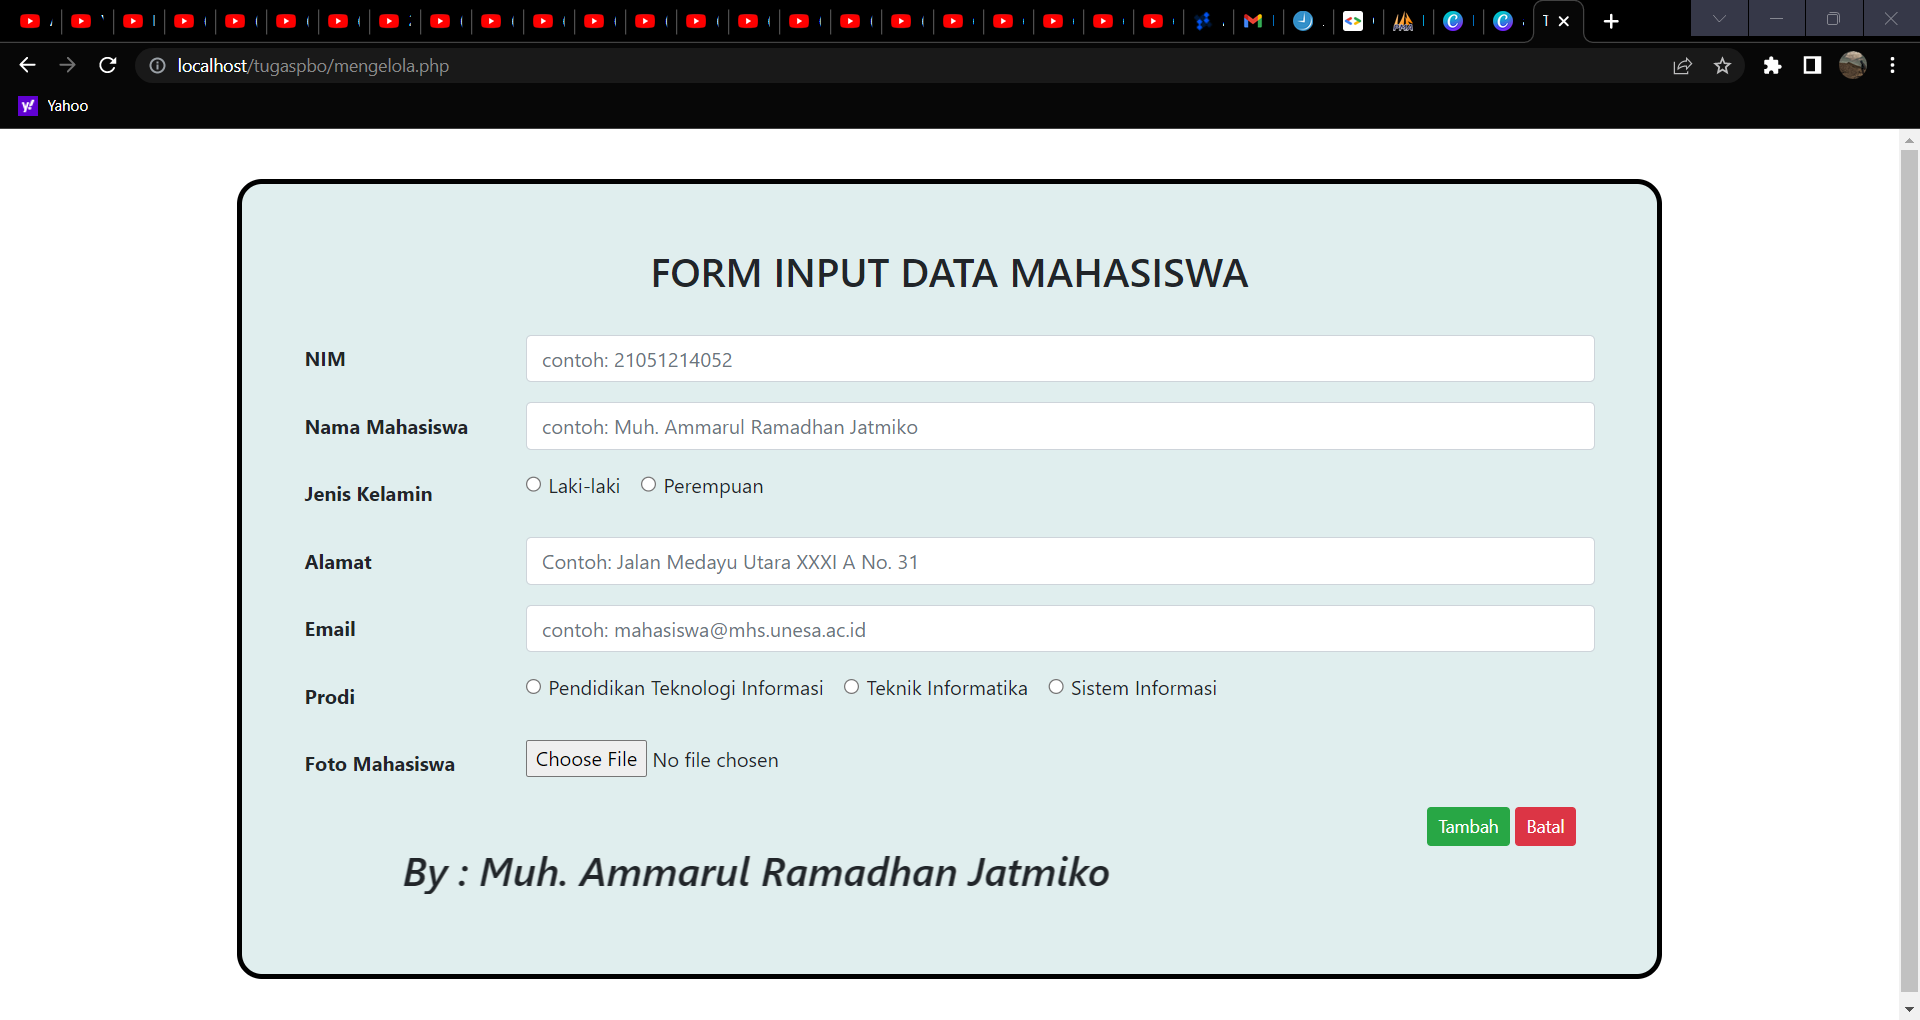 localhost/tugaspbo/mengelola.php
Yahoo
FORM INPUT DATA MAHASISWA
NIM
contoh: 21051214052
Nama Mahasiswa
contoh: Muh. Ammarul Ramadhan Jatmiko
Jenis Kelamin
Laki-laki Perempuan
Alamat
Contoh: Jalan Medayu Utara XXXI A No. 31
Email
contoh: mahasiswa@mhs.unesa.ac.id
Prodi
Pendidikan Teknologi Informasi Teknik Informatika Sistem Informasi
Foto Mahasiswa
Choose File No file chosen
Tambah Batal
By : Muh. Ammarul Ramadhan Jatmiko